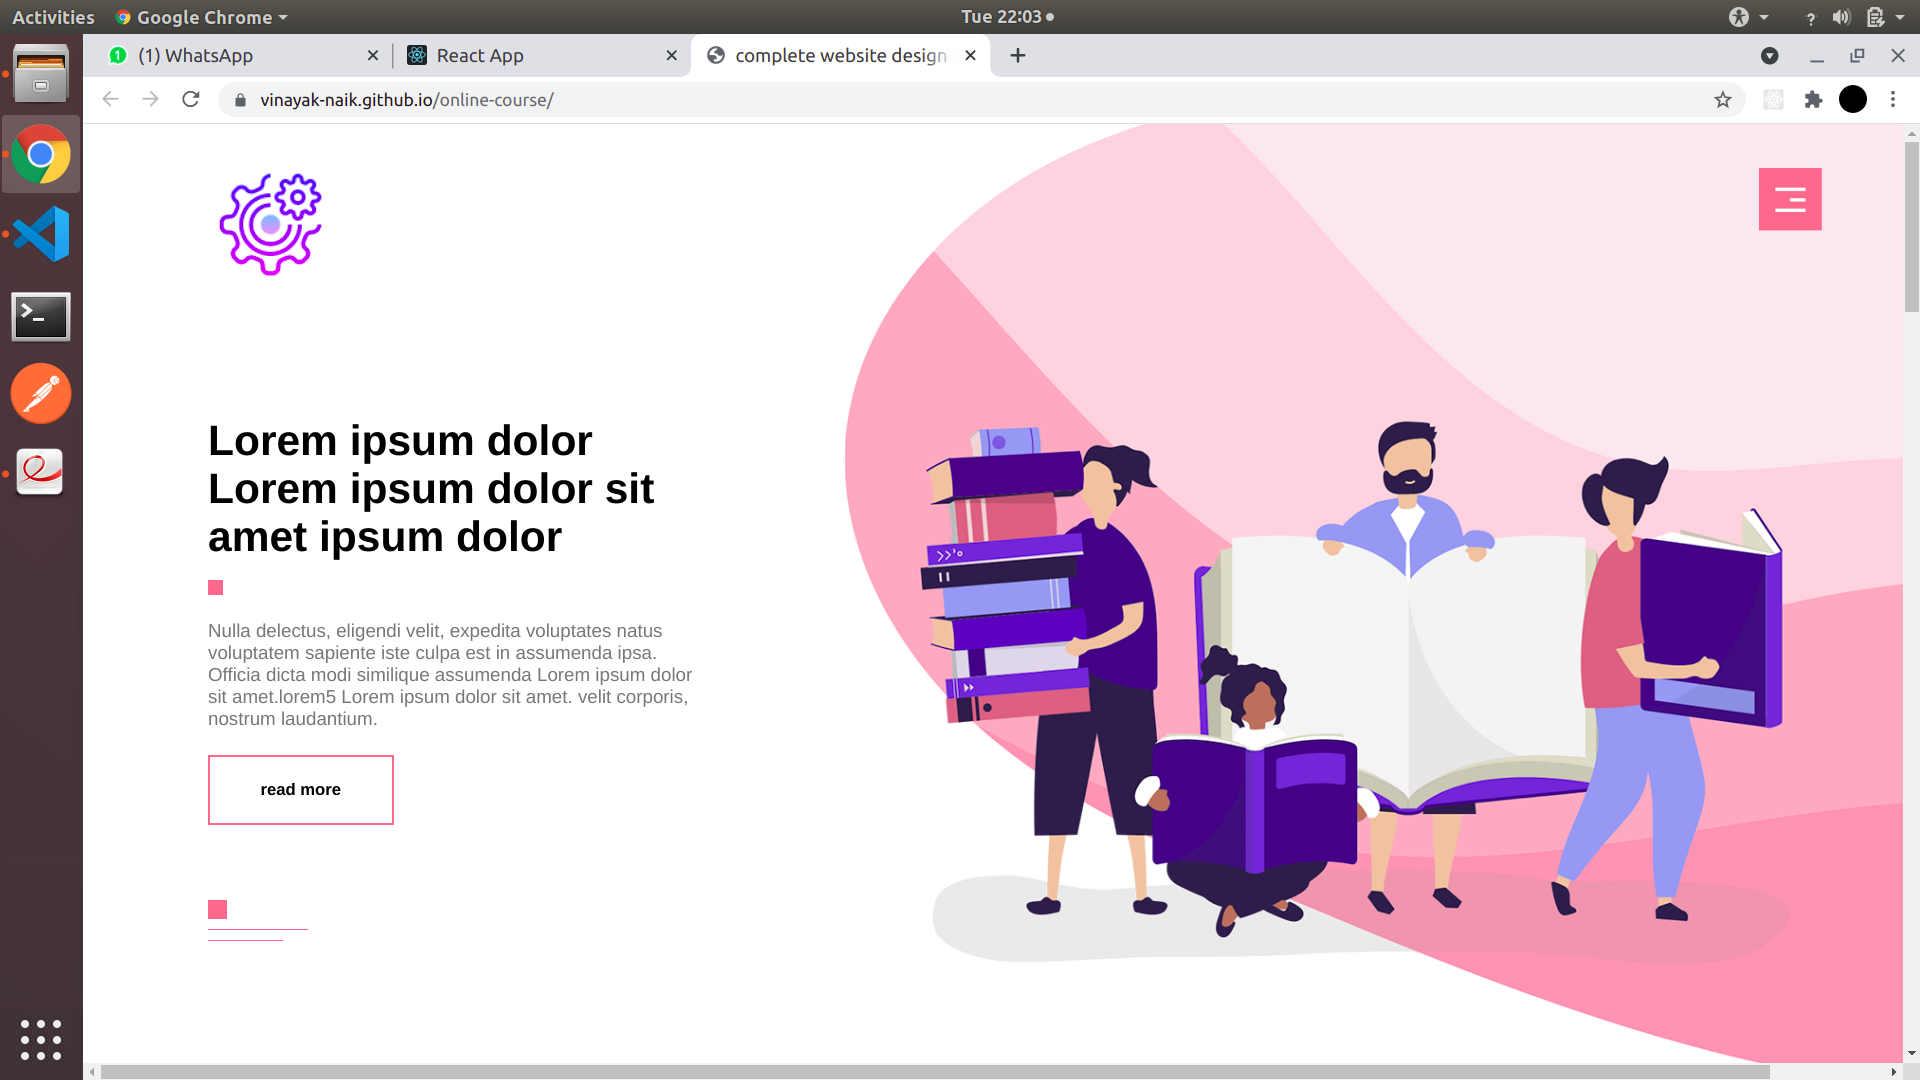 Activities
Google Chrome
Tue 22:03
(1) WhatsApp
React App
complete website design
vinayak-naik.github.io/online-course/
Lorem ipsum dolor
Lorem ipsum dolor sit
amet ipsum dolor
Nulla delectus, eligendi velit, expedita voluptates natus
voluptatem sapiente iste culpa est in assumenda ipsa.
Officia dicta modi similique assumenda Lorem ipsum dolor
sit amet.lorem5 Lorem ipsum dolor sit amet. velit corporis,
nostrum laudantium.
read more